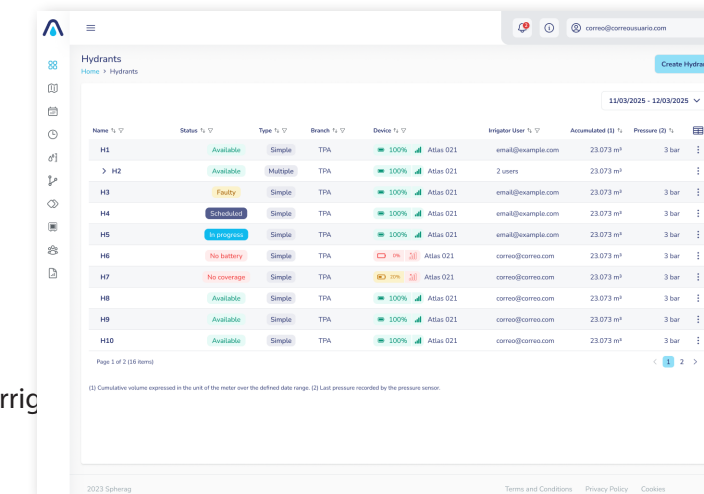 2
correo@correousuario.com
Hydrants
Create Hydran
Home > Hydrants
11/03/2025 - 12/03/2025
Name Status Type Branch Device Irrigator User Accumulated (1) Pressure (2)
H1 Available Simple TPA 100% Atlas 021 email@example.com 23.073 m³ 3 bar
> H2 Available Multiple TPA 100% Atlas 021 2 users 23.073 m³
H3 Faulty Simple TPA 100% Atlas 021 email@example.com 23.073 m³ 3 bar
H4 Scheduled Simple TPA 100% Atlas 021 email@example.com 23.073 m³ 3 bar
H5 In progress Simple TPA 100% Atlas 021 email@example.com 23.073 m³ 3 bar
H6 No battery Simple TPA 0% Atlas 021 correo@correo.com 23.073 m³ 3 bar
H7 No coverage Simple TPA 20% Atlas 021 correo@correo.com 23.073 m³ 3 bar
H8 Available Simple TPA 100% Atlas 021 correo@correo.com 23.073 m³ 3 bar
H9 Available Simple TPA 100% Atlas 021 correo@correo.com 23.073 m³ 3 bar
H10 Available Simple TPA 100% Atlas 021 correo@correo.com 23.073 m³ 3 bar
Page 1 of 2 (16 items) < 1 2 >
(1) Cumulative volume expressed in the unit of the meter over the defined date range. (2) Last pressure recorded by the pressure sensor.
rrig
2023 Spherag Terms and Conditions Privacy Policy Cookies